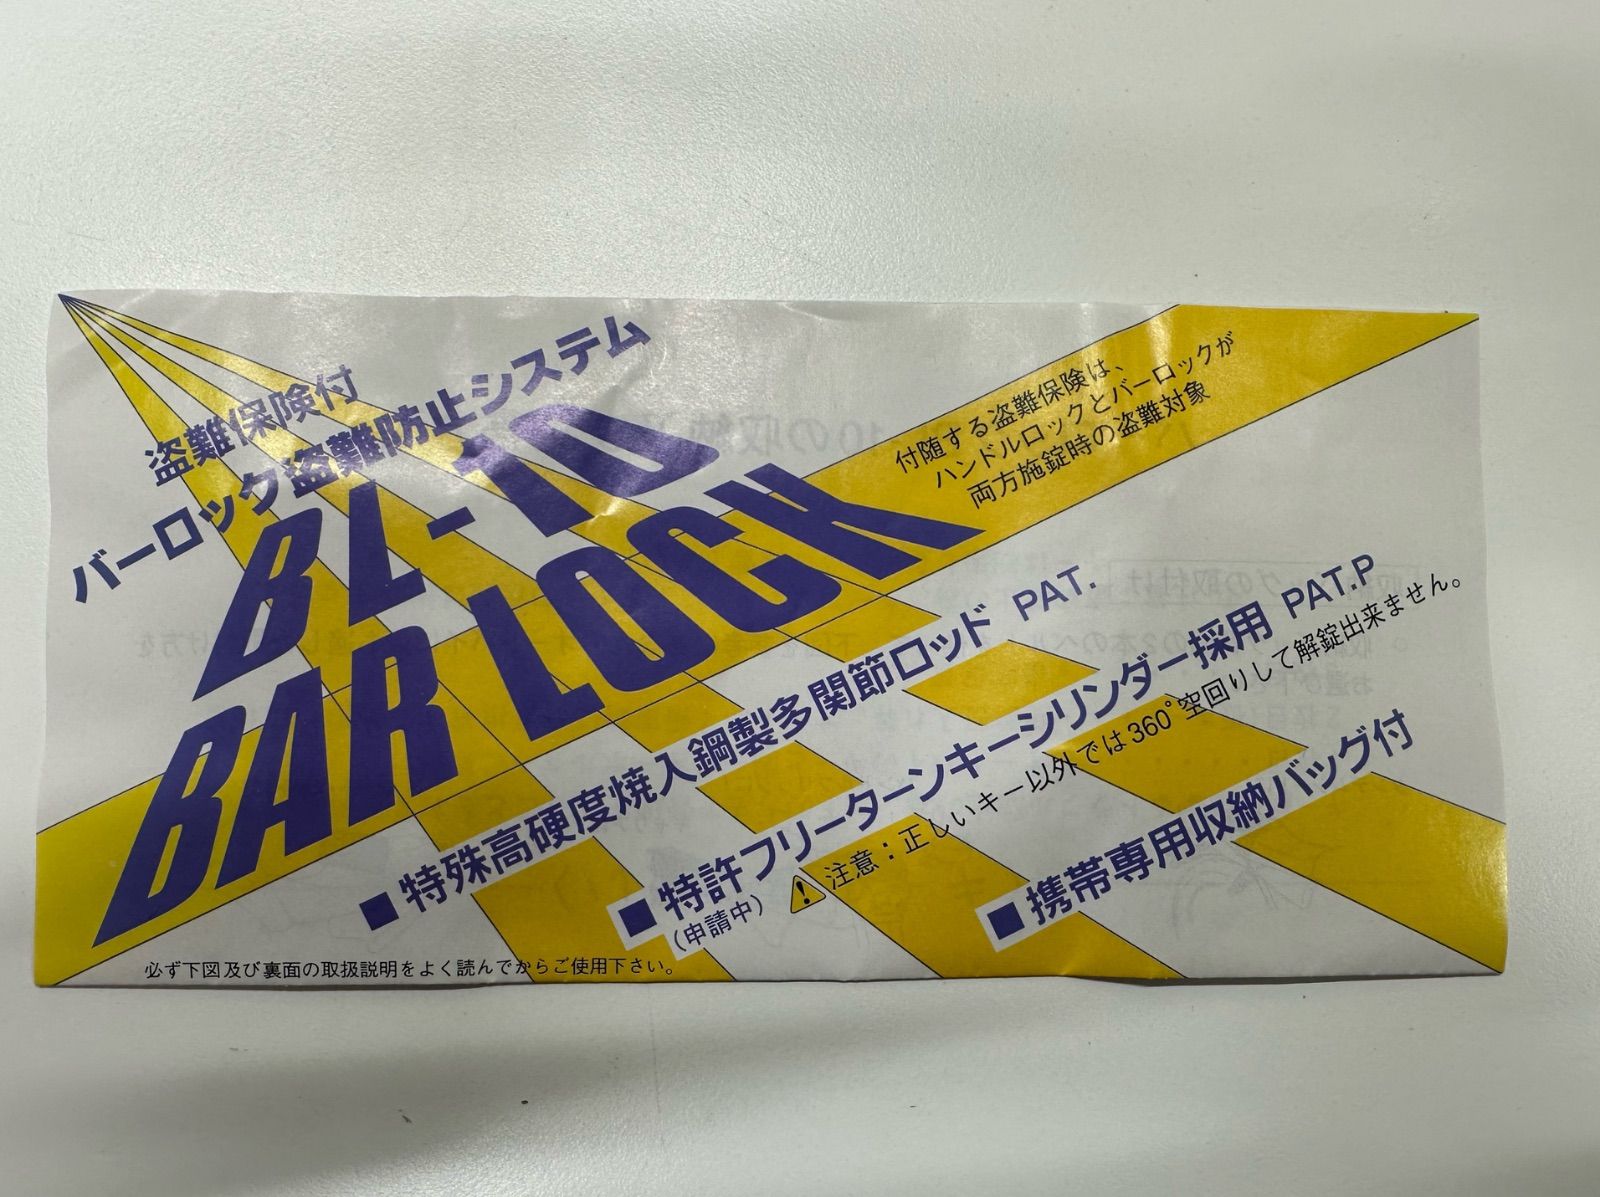 盗難保険付
バーロック盗難防止システム
BL-10
BAR LOCK
付随する盗難保険は、
ハンドルロックとバーロックが
両方施錠時の盗難対象
■特殊高硬度焼入鋼製多関節ロッド PAT.
■特許フリーターンキーシリンダー採用 PAT.P
(申請中)
注意：正しいキー以外では360°空回りして解錠出来ません。
■携帯専用収納バッグ付
必ず下図及び裏面の取扱説明をよく読んでからご使用下さい。